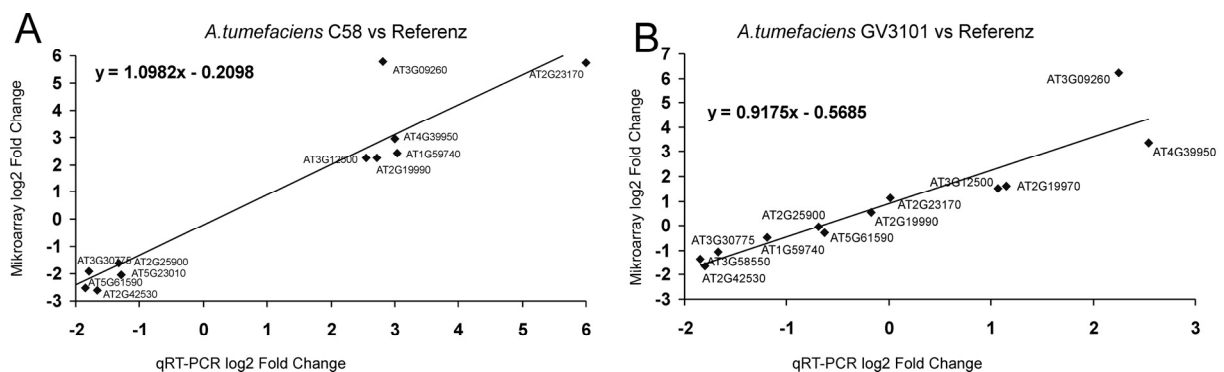 A
A.tumefaciens C58 vs Referenz
Mikroarray log2 Fold Change
6
5
4
3
2
1
0
-1
-2
-3
y = 1.0982x - 0.2098
AT3G09260
AT2G23170
AT4G39950
AT3G12500
AT1G59740
AT2G19990
AT3G30775
AT2G25900
AT5G23010
AT5G61590
AT2G42530
-2 -1 0 1 2 3 4 5 6
qRT-PCR log2 Fold Change
B
A.tumefaciens GV3101 vs Referenz
Mikroarray log2 Fold Change
7
6
5
4
3
2
1
0
-1
-2
-3
y = 0.9175x - 0.5685
AT3G09260
AT4G39950
AT3G12500
AT2G19970
AT2G23170
AT2G25900
AT2G19990
AT5G61590
AT3G30775
AT1G59740
AT3G58550
AT2G42530
-2 -1 0 1 2 3
qRT-PCR log2 Fold Change